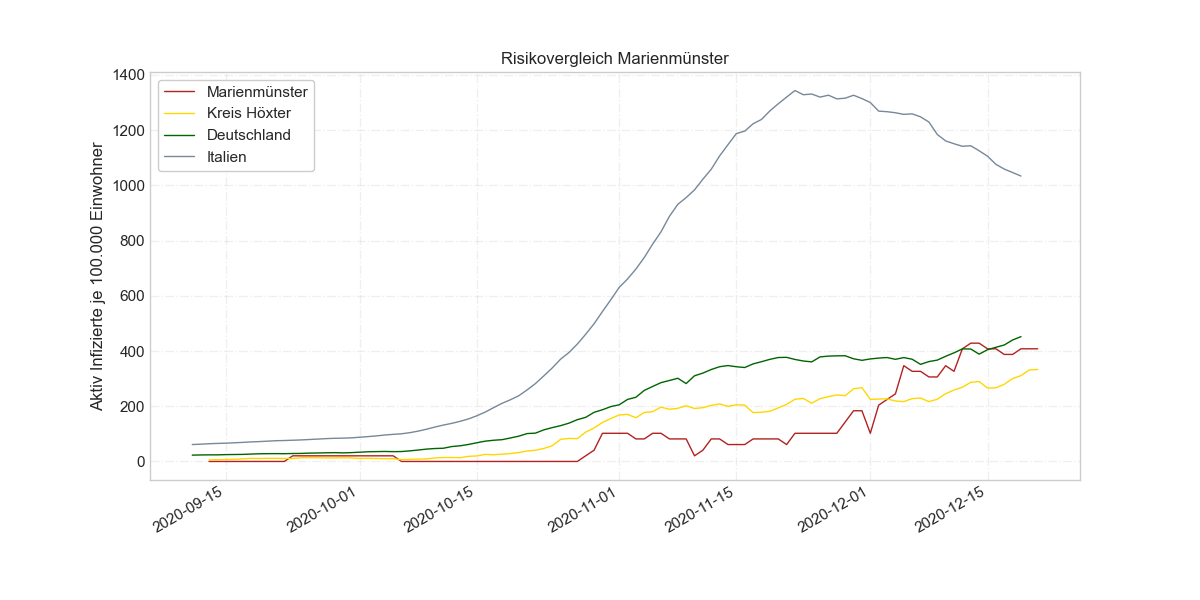 Risikovergleich Marienmünster
Aktiv Infizierte je 100.000 Einwohner
1400
1200
1000
800
600
400
200
0
Marienmünster
Kreis Höxter
Deutschland
Italien
2020-09-15
2020-10-01
2020-10-15
2020-11-01
2020-11-15
2020-12-01
2020-12-15